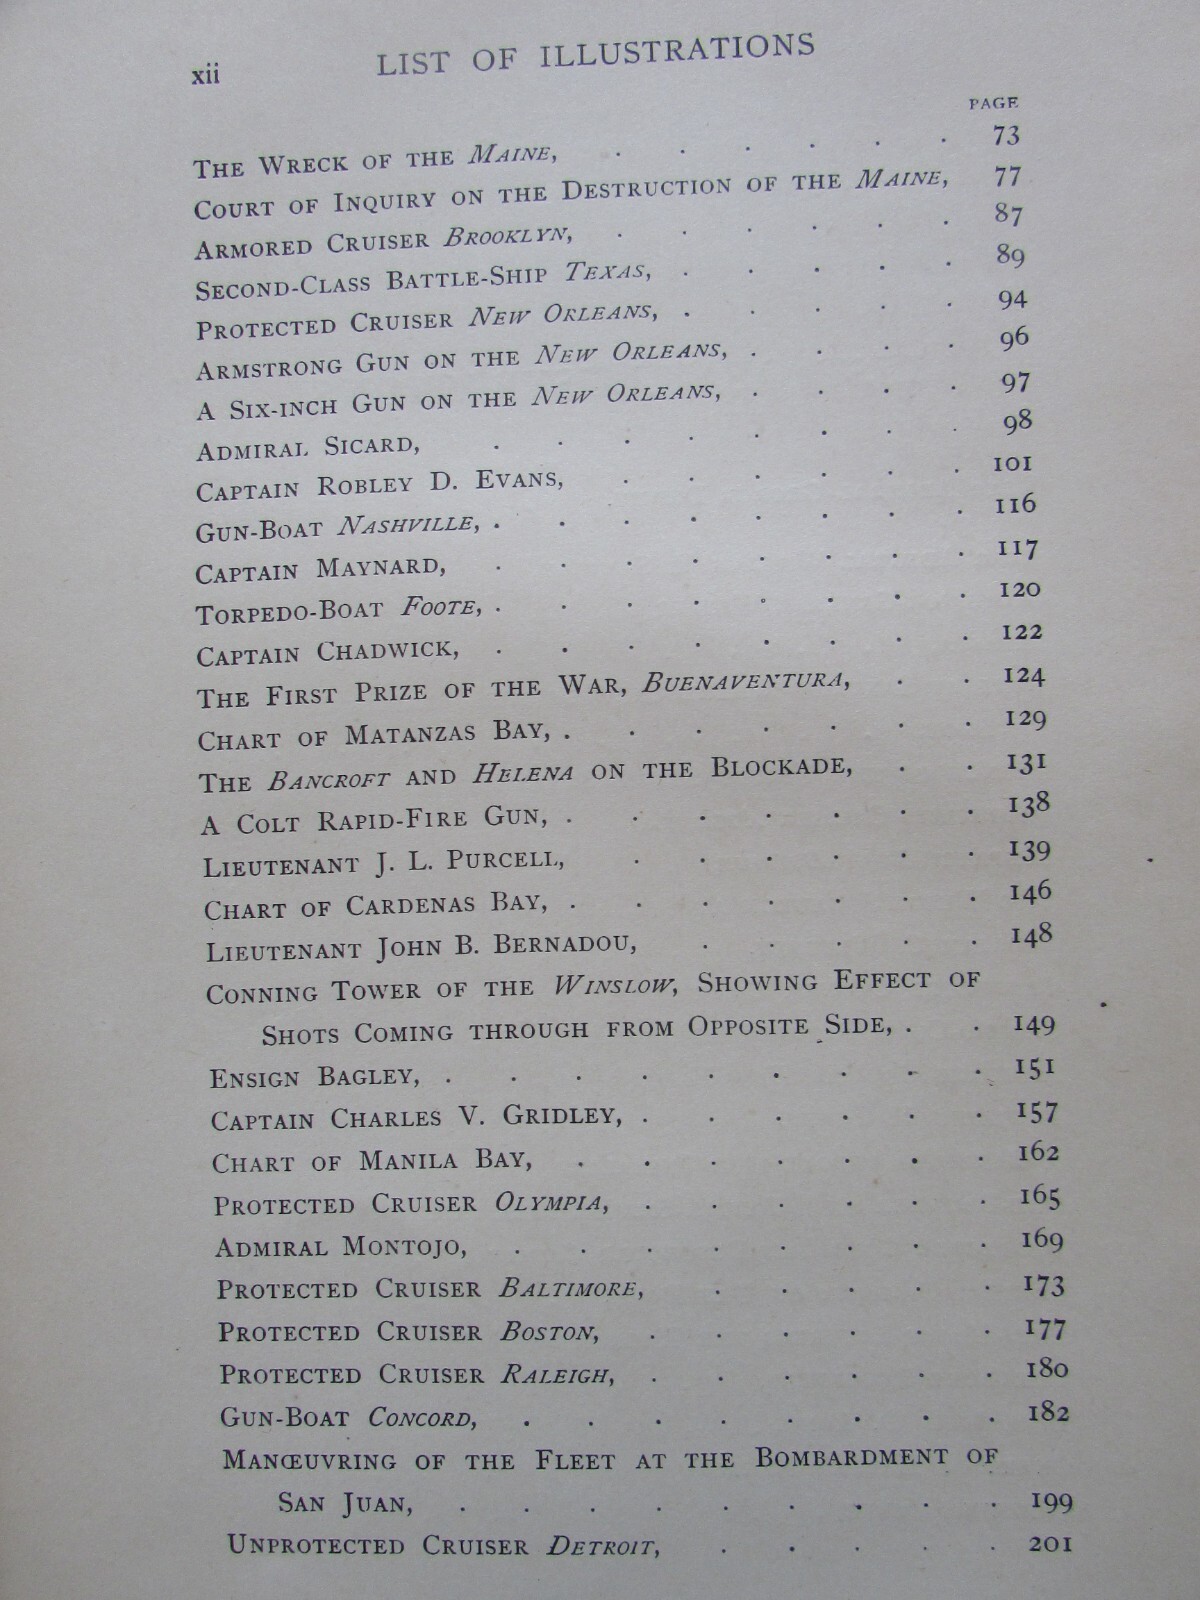 xii LIST OF ILLUSTRATIONS
PAGE
The Wreck of the Maine, . . . . . . 73
Court of Inquiry on the Destruction of the Maine, 77
Armored Cruiser Brooklyn, . . . . . . 87
Second-Class Battle-Ship Texas, . . . . . 89
Protected Cruiser New Orleans, . . . . . 94
Armstrong Gun on the New Orleans, . . . . 96
A Six-inch Gun on the New Orleans, . . . . 97
Admiral Sicard, . . . . . . . . 98
Captain Robley D. Evans, . . . . . . 101
Gun-Boat Nashville, . . . . . . . . 116
Captain Maynard, . . . . . . . . 117
Torpedo-Boat Foote, . . . . . . . . 120
Captain Chadwick, . . . . . . . . 122
The First Prize of the War, Buenaventura, . . 124
Chart of Matanzas Bay, . . . . . . . 129
The Bancroft and Helena on the Blockade, . . 131
A Colt Rapid-Fire Gun, . . . . . . . 138
Lieutenant J. L. Purcell, . . . . . . 139
Chart of Cardenas Bay, . . . . . . . 146
Lieutenant John B. Bernadou, . . . . . 148
Conning Tower of the Winslow, Showing Effect of
Shots Coming through from Opposite Side, . . 149
Ensign Bagley, . . . . . . . . . 151
Captain Charles V. Gridley, . . . . . . 157
Chart of Manila Bay, . . . . . . . 162
Protected Cruiser Olympia, . . . . . . 165
Admiral Montojo, . . . . . . . . 169
Protected Cruiser Baltimore, . . . . . 173
Protected Cruiser Boston, . . . . . . 177
Protected Cruiser Raleigh, . . . . . . 180
Gun-Boat Concord, . . . . . . . . 182
Manœuvring of the Fleet at the Bombardment of
San Juan, . . . . . . . . . 199
Unprotected Cruiser Detroit, . . . . . 201